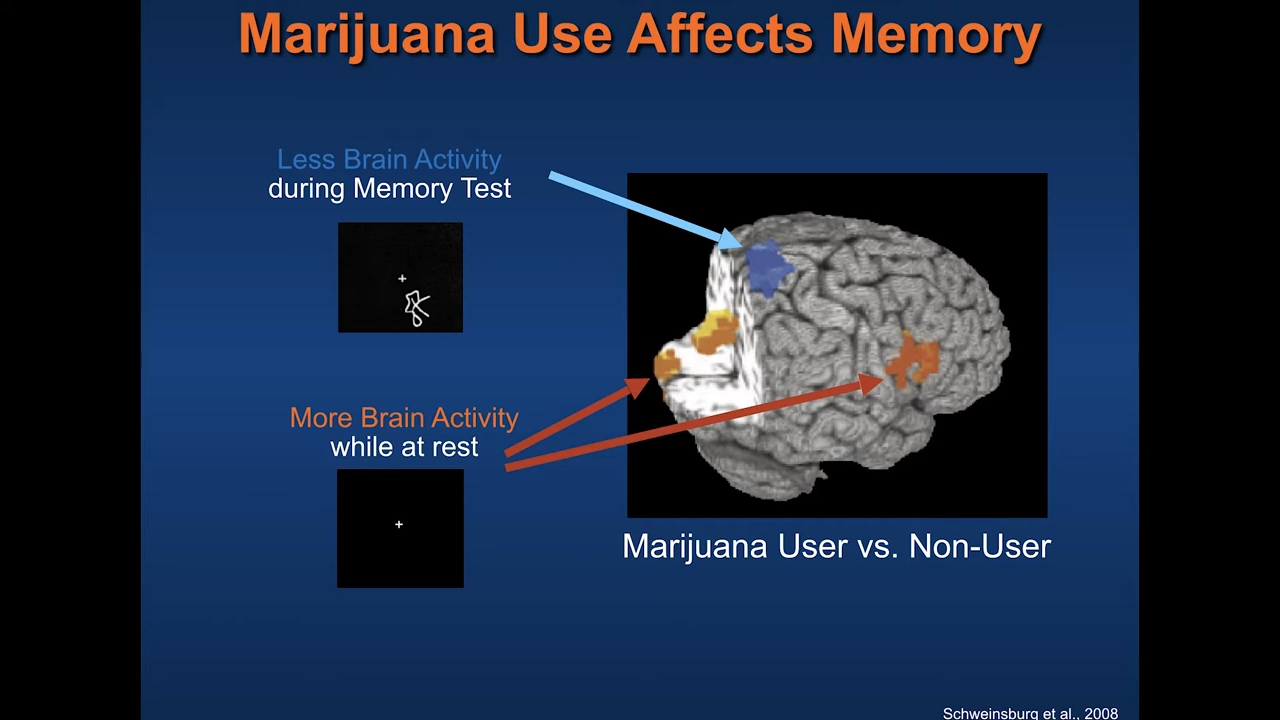 Marijuana Use Affects Memory
Less Brain Activity
during Memory Test
More Brain Activity
while at rest
Marijuana User vs. Non-User
Schweinsburg et al., 2008